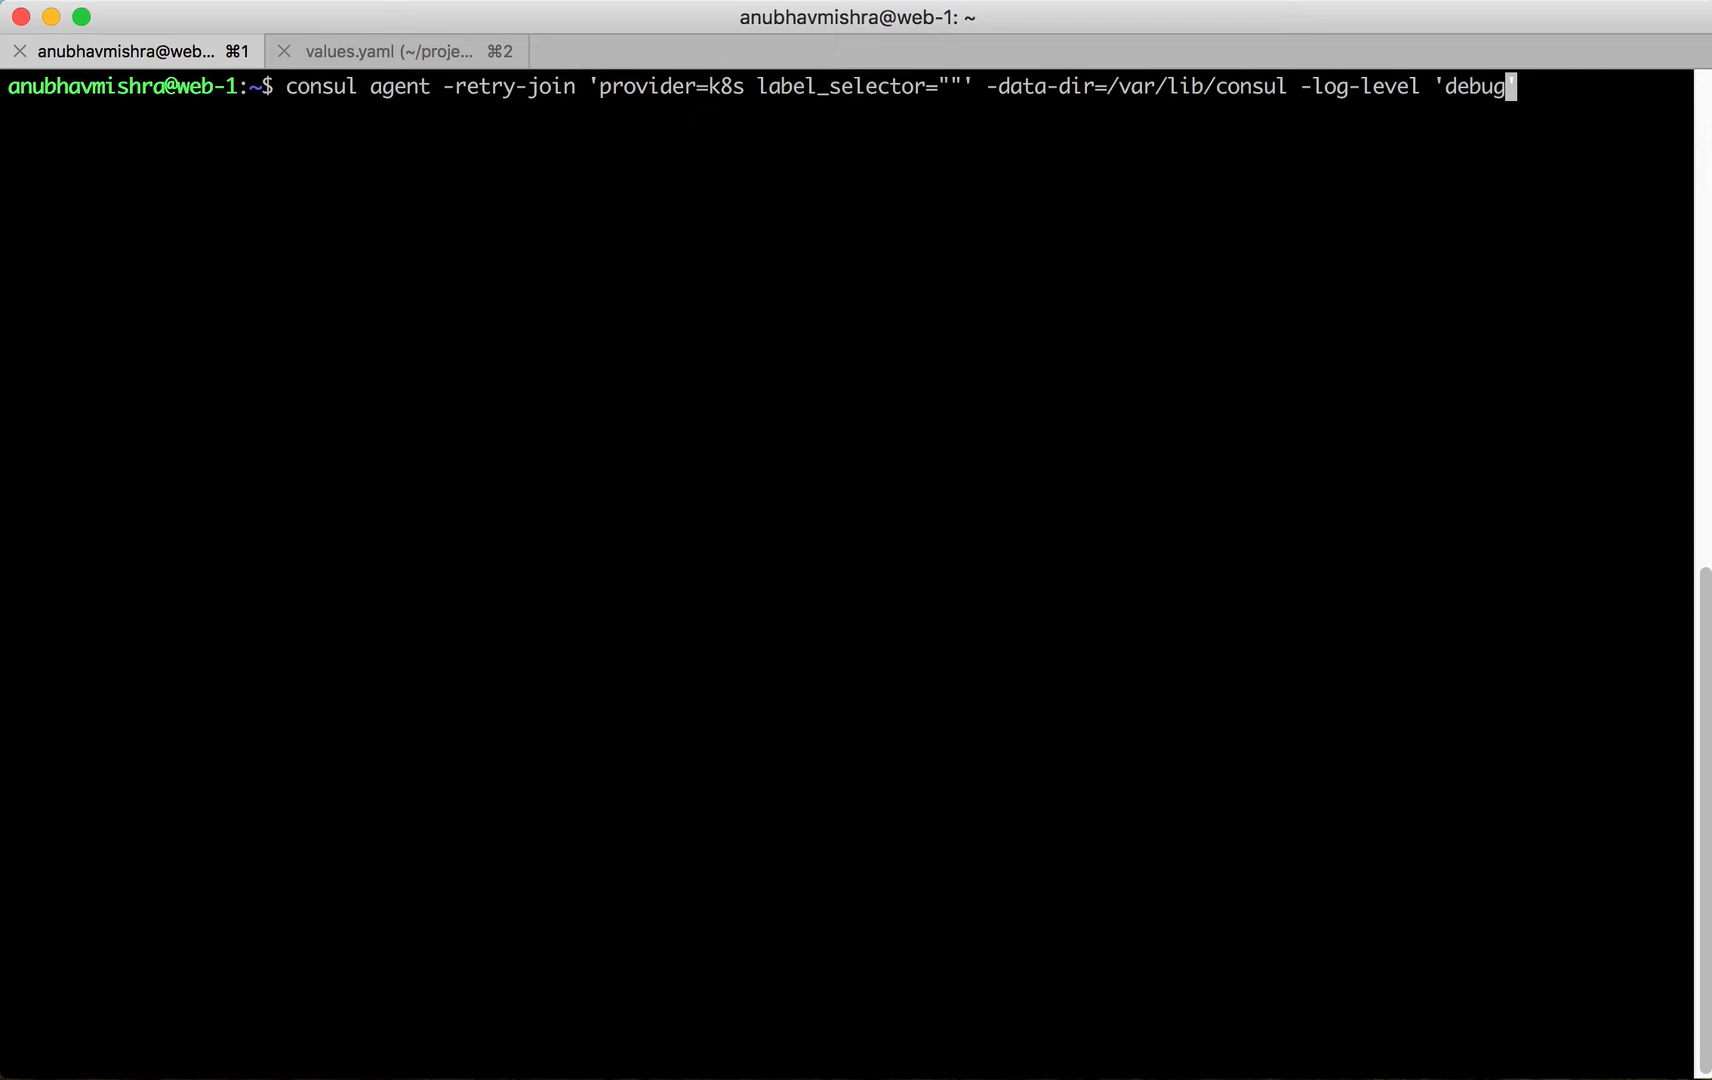 anubhavmishra@web-1: ~
anubhavmishra@web... ⌘1
values.yaml (~/proje... ⌘2
anubhavmishra@web-1:~$ consul agent -retry-join 'provider=k8s label_selector=""' -data-dir=/var/lib/consul -log-level 'debug'